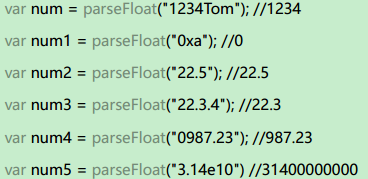 var num = parseFloat("1234Tom"); //1234
var num1 = parseFloat("0xa"); //0
var num2 = parseFloat("22.5"); //22.5
var num3 = parseFloat("22.3.4"); //22.3
var num4 = parseFloat("0987.23"); //987.23
var num5 = parseFloat("3.14e10") //31400000000